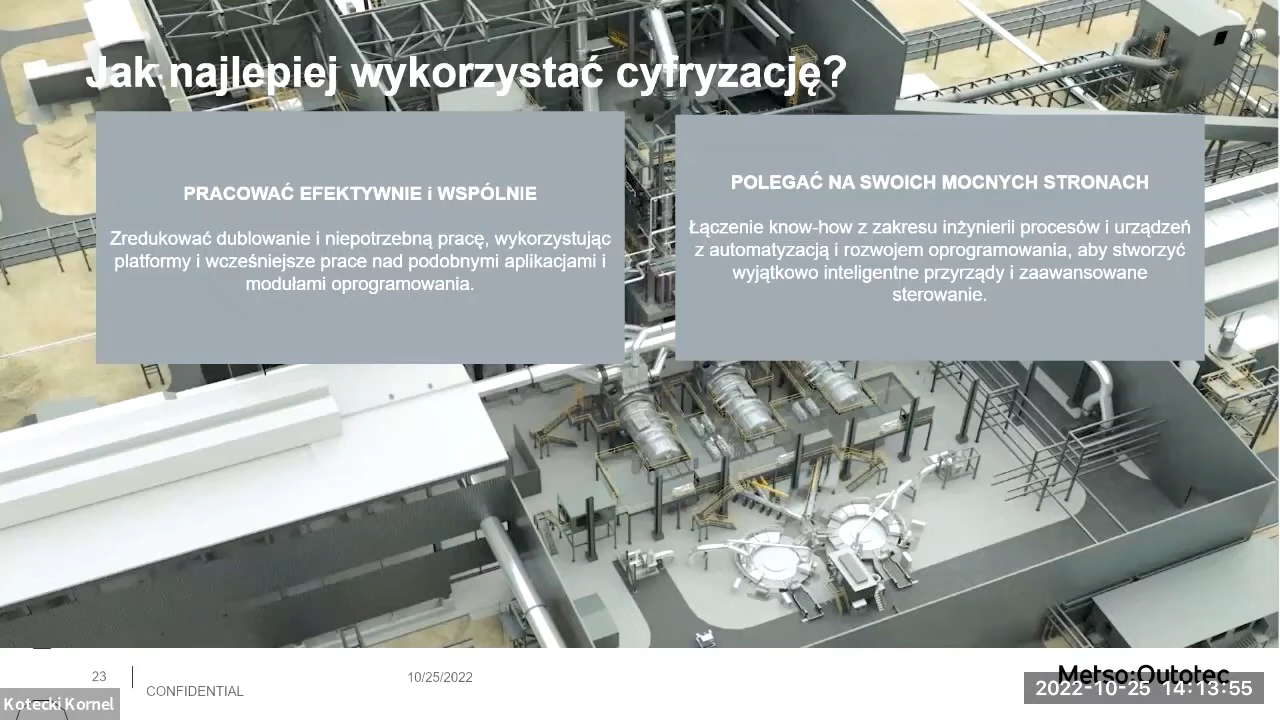 Jak najlepiej wykorzystać cyfryzację?
PRACOWAĆ EFEKTYWNIE i WSPÓLNIE
Zredukować dublowanie i niepotrzebną pracę, wykorzystując
platformy i wcześniejsze prace nad podobnymi aplikacjami i
modułami oprogramowania.
POLEGAĆ NA SWOICH MOCNYCH STRONACH
Łączenie know-how z zakresu inżynierii procesów i urządzeń
z automatyzacją i rozwojem oprogramowania, aby stworzyć
wyjątkowo inteligentne przyrządy i zaawansowane
sterowanie.
23
CONFIDENTIAL
10/25/2022
Metso:Outotec
2022-10-25 14:13:55
Kotecki Kornel